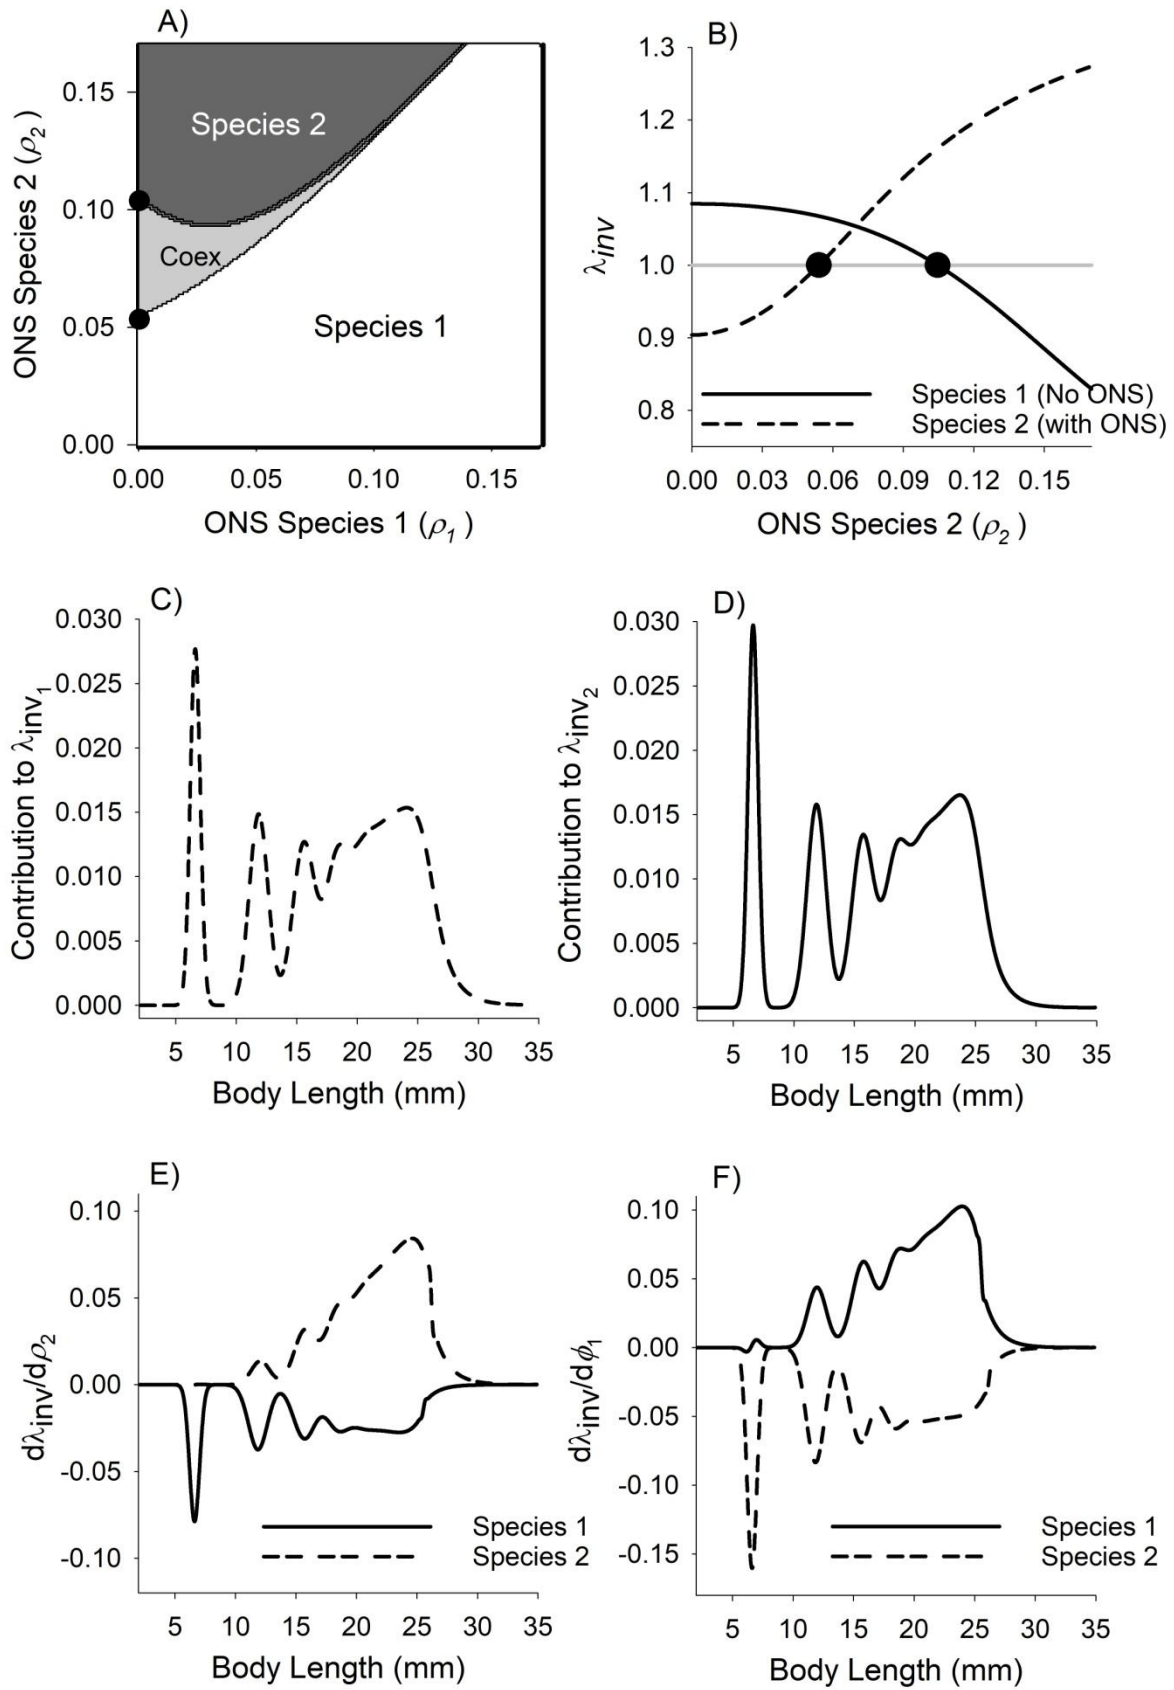 A)
ONS Species 2 (ρ2)
0.15
0.10
0.05
0.00
Species 2
Coex
Species 1
0.00 0.05 0.10 0.15
ONS Species 1 (ρ1)
B)
λinv
1.3
1.2
1.1
1.0
0.9
0.8
Species 1 (No ONS)
Species 2 (with ONS)
0.00 0.03 0.06 0.09 0.12 0.15
ONS Species 2 (ρ2)
C)
Contribution to λinv1
0.030
0.025
0.020
0.015
0.010
0.005
0.000
5 10 15 20 25 30 35
Body Length (mm)
D)
Contribution to λinv2
0.030
0.025
0.020
0.015
0.010
0.005
0.000
5 10 15 20 25 30 35
Body Length (mm)
E)
dλinv/dρ2
0.10
0.05
0.00
-0.05
-0.10
Species 1
Species 2
5 10 15 20 25 30 35
Body Length (mm)
F)
dλinv/dϕ1
0.10
0.05
0.00
-0.05
-0.10
-0.15
Species 1
Species 2
5 10 15 20 25 30 35
Body Length (mm)